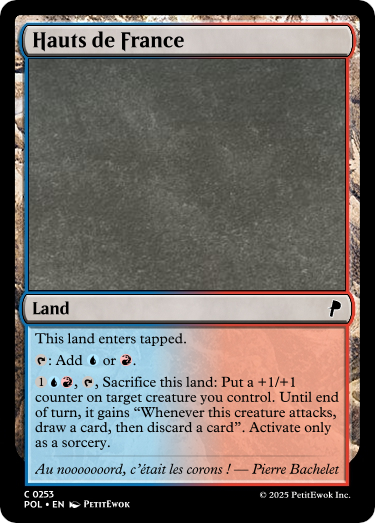 Hauts de France
Land
This land enters tapped.
: Add or .
1 , , Sacrifice this land: Put a +1/+1
counter on target creature you control. Until end
of turn, it gains “Whenever this creature attacks,
draw a card, then discard a card”. Activate only
as a sorcery.
Au nooooooord, c'était les corons ! — Pierre Bachelet
C 0253
POL • EN PetitEwok
© 2025 PetitEwok Inc.